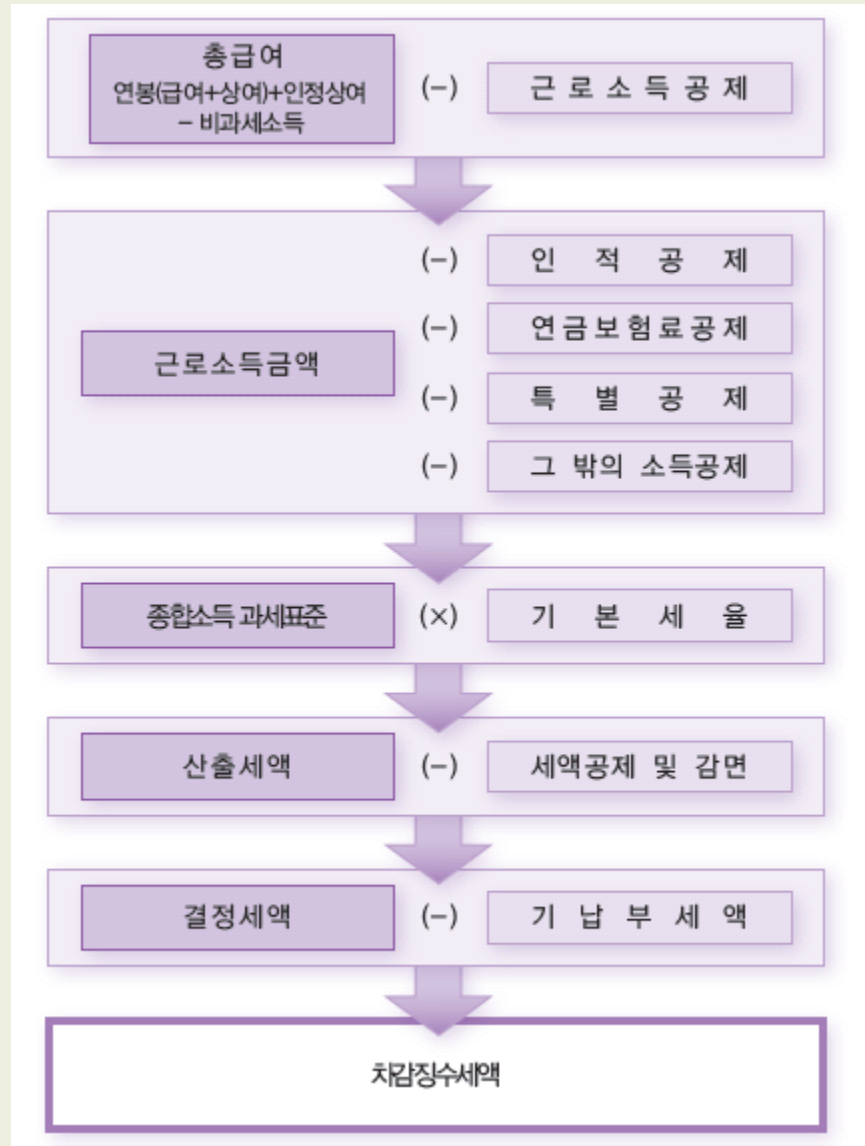 총급여
연봉(급여+상여)+인정상여
- 비과세소득
(-)
근로소득공제
(-)
인적공제
(-)
연금보험료공제
근로소득금액
(-)
특별공제
(-)
그 밖의 소득공제
종합소득 과세표준
(×)
기본세율
산출세액
(-)
세액공제 및 감면
결정세액
(-)
기납부세액
차감징수세액